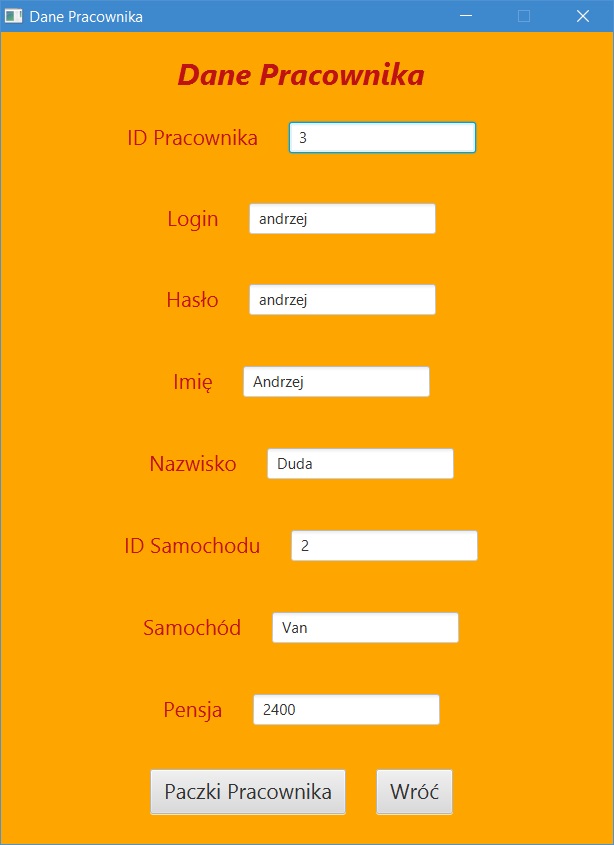 Dane Pracownika
Dane Pracownika
ID Pracownika 3
Login andrzej
Hasło andrzej
Imię Andrzej
Nazwisko Duda
ID Samochodu 2
Samochód Van
Pensja 2400
Paczki Pracownika Wróć